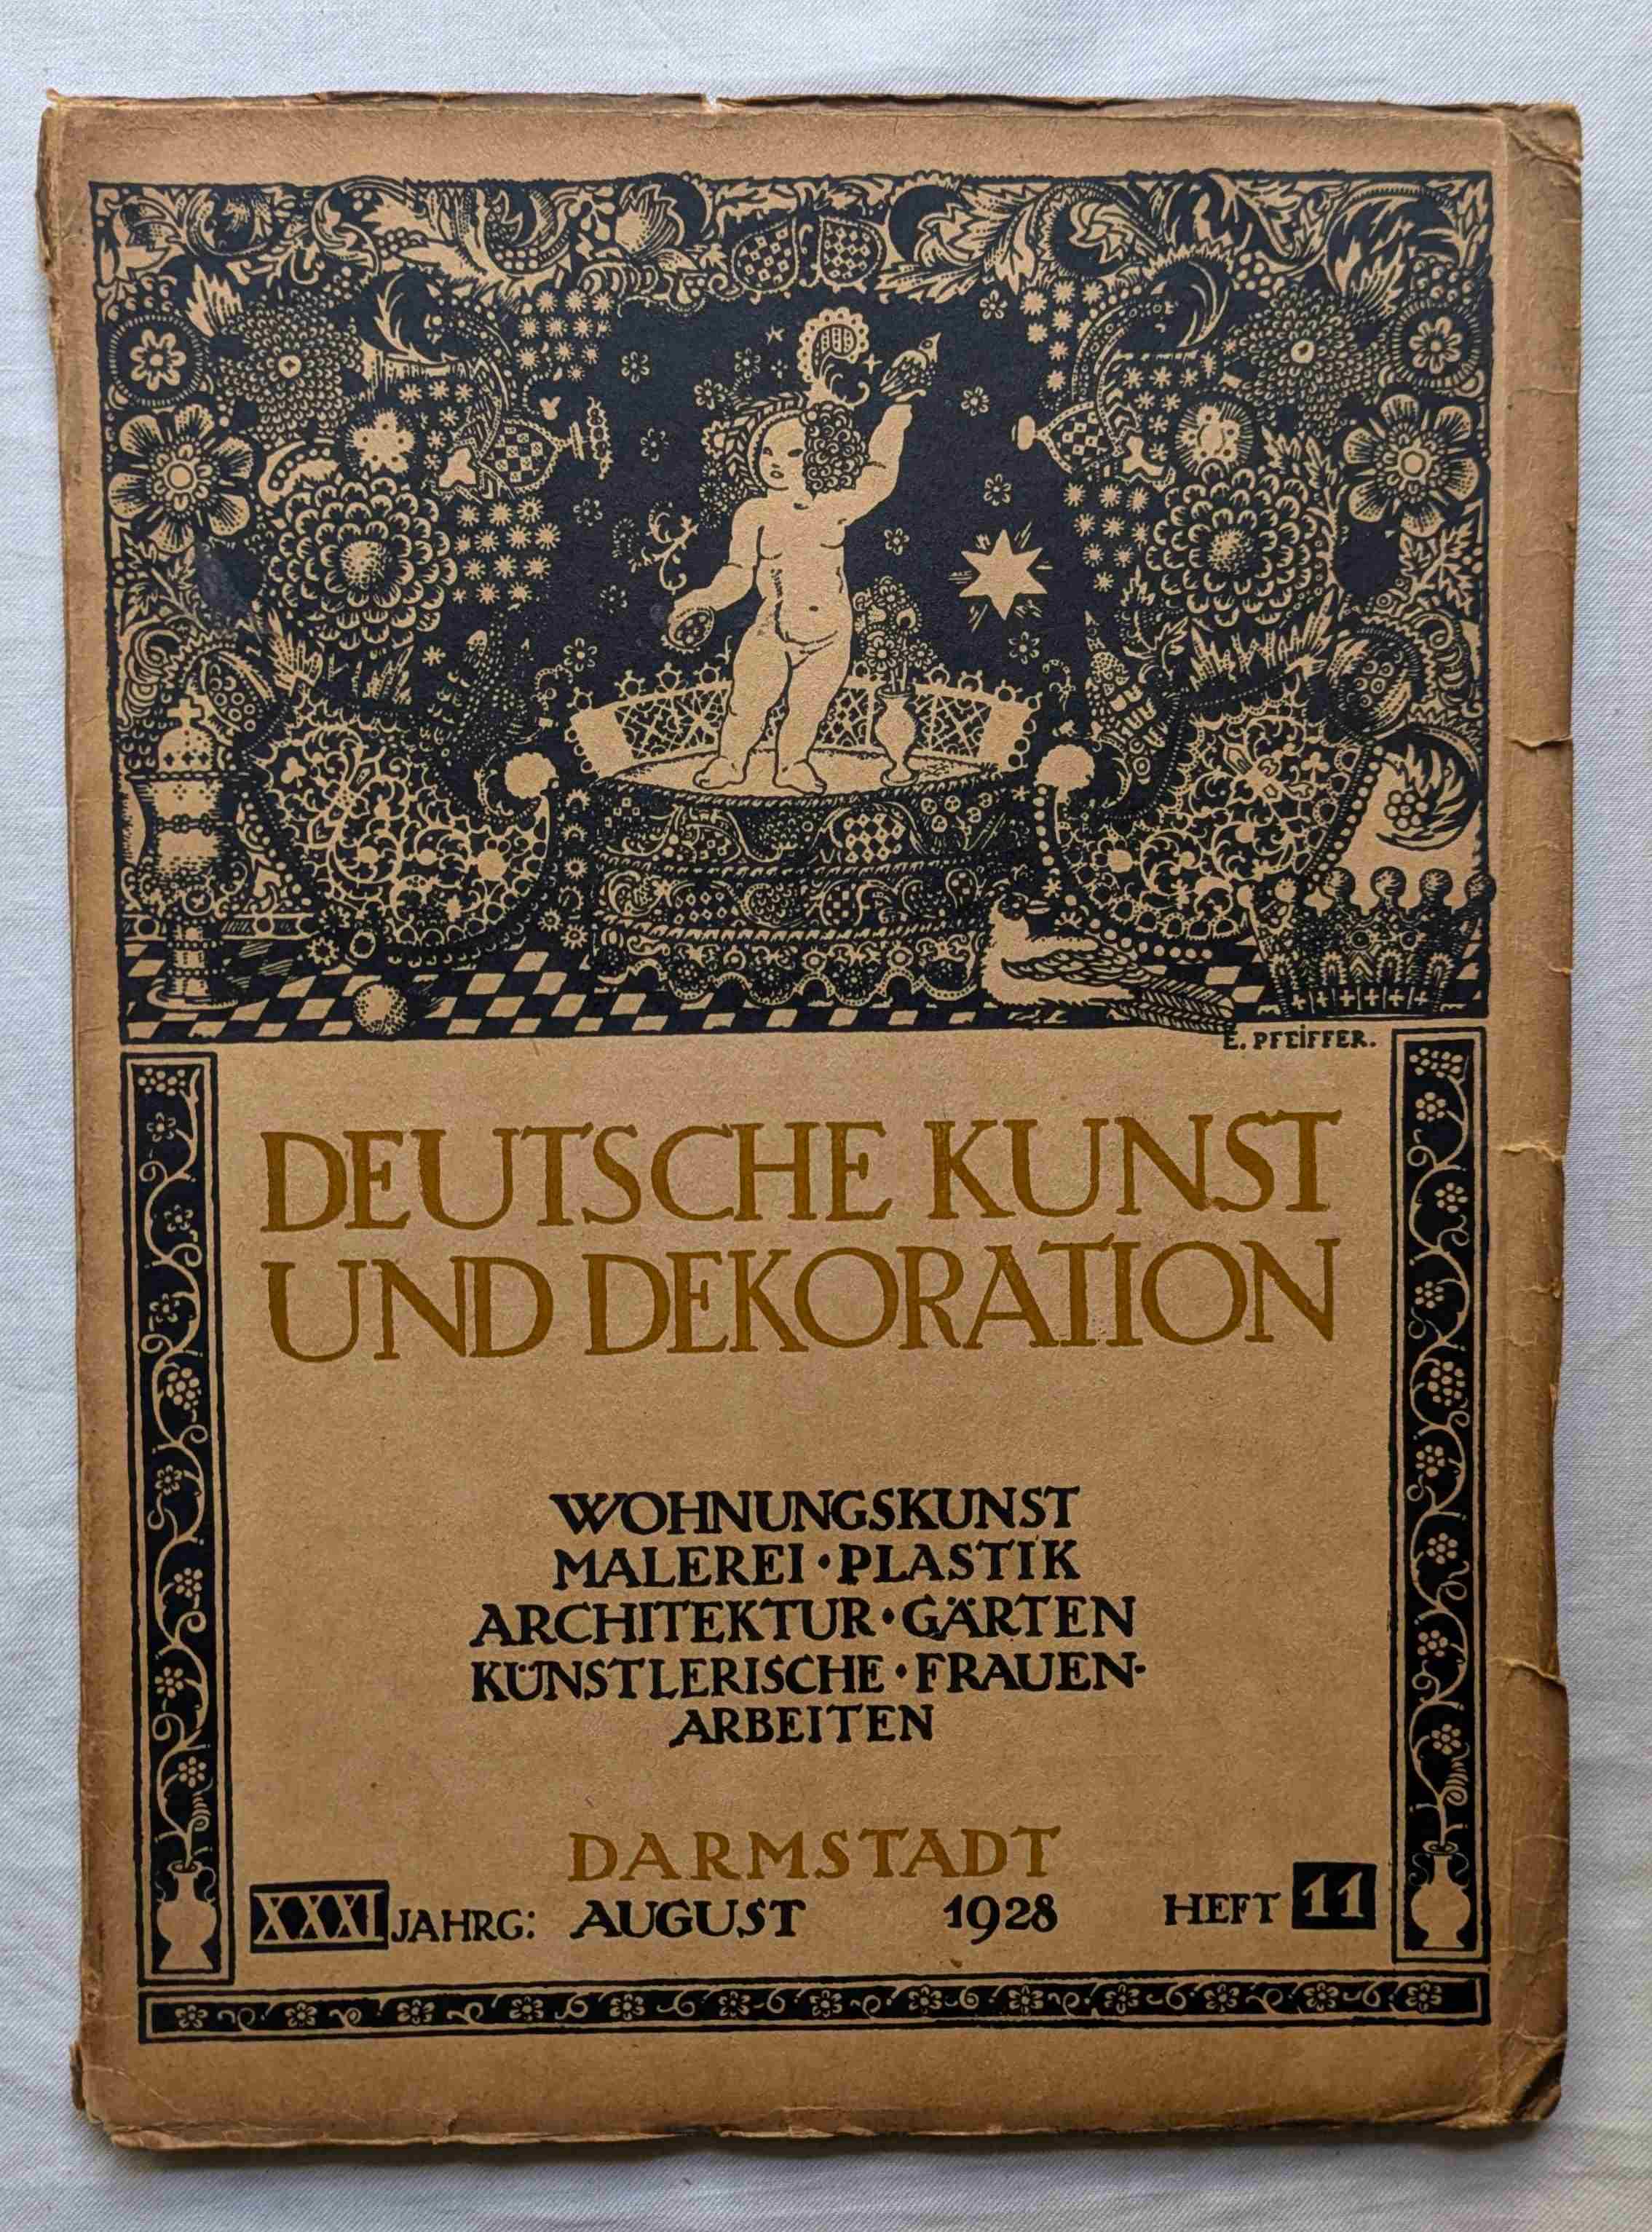 E. PFEIFFER.
DEUTSCHE KUNST
UND DEKORATION
WOHNUNGSKUNST
MALEREI • PLASTIK
ARCHITEKTUR • GÄRTEN
KÜNSTLERISCHE • FRAUEN-
ARBEITEN
DARMSTADT
XXXI JAHRG: AUGUST 1928 HEFT 11